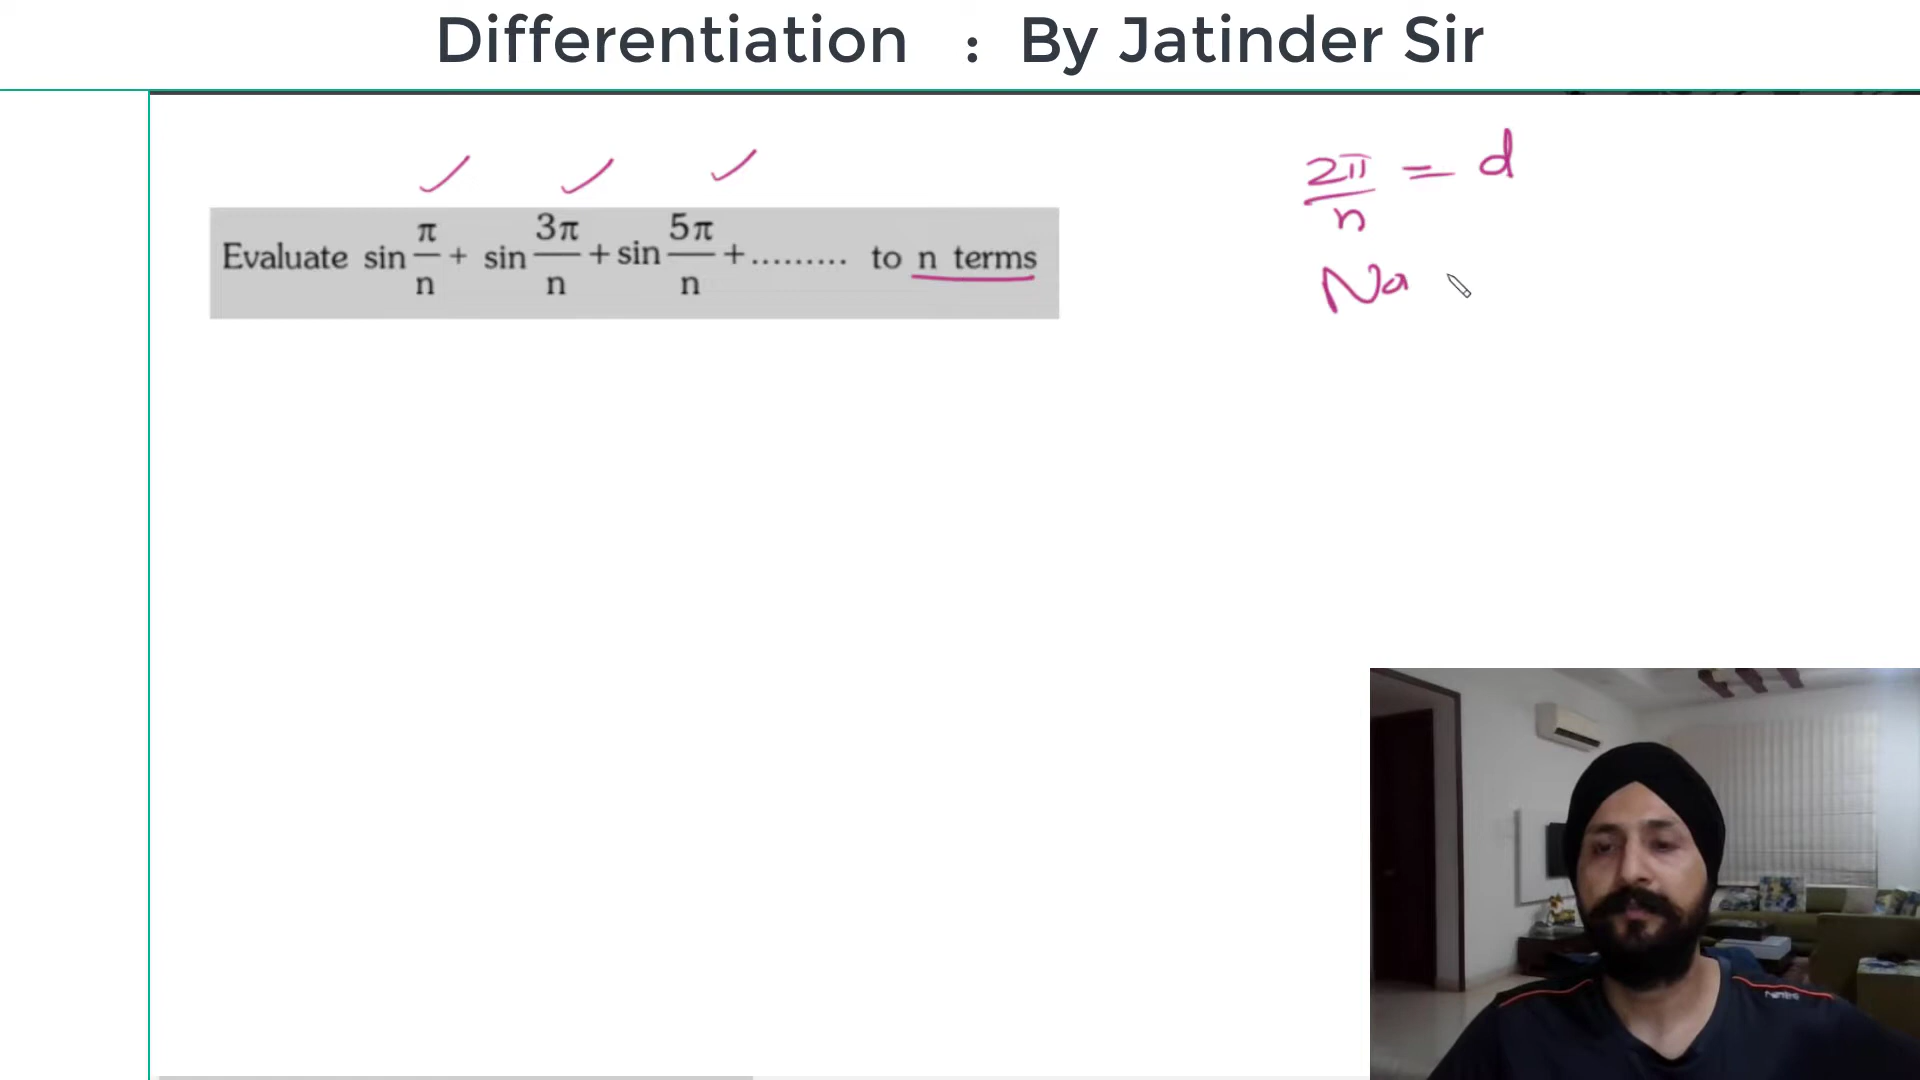 Differentiation : By Jatinder Sir
Evaluate sin π/n + sin 3π/n + sin 5π/n + ......... to n terms
2π/n = d
Na